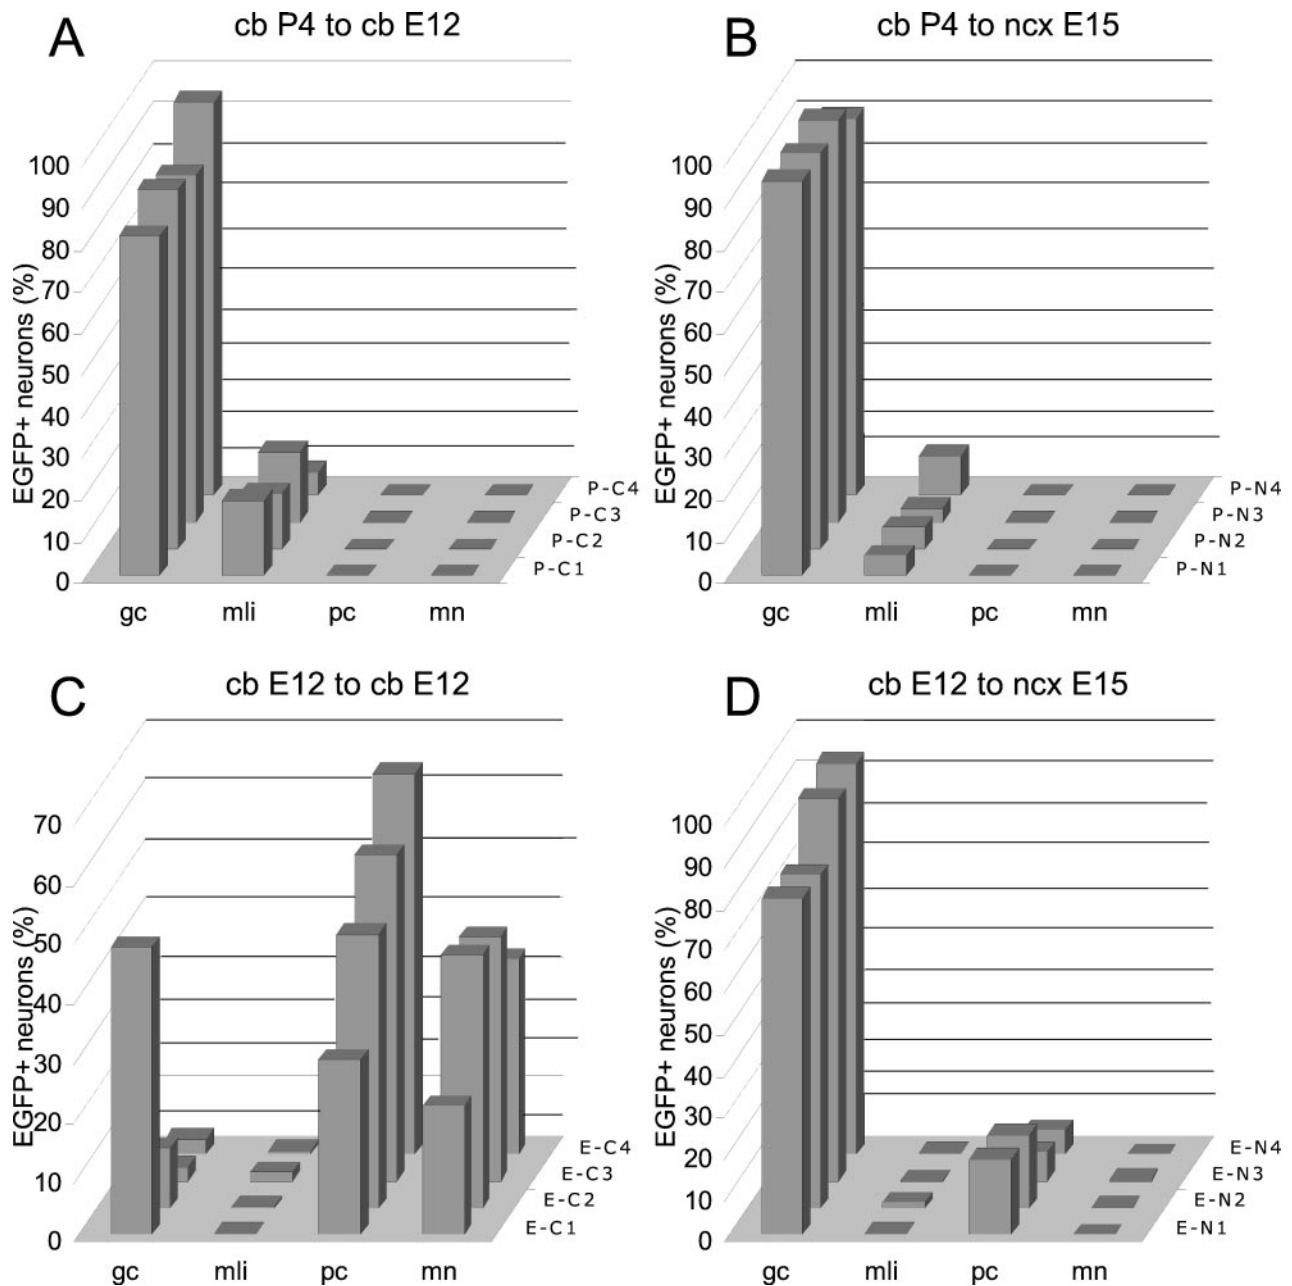 A
cb P4 to cb E12
EGFP+ neurons (%)
100
90
80
70
60
50
40
30
20
10
0
P-C4
P-C3
P-C2
P-C1
gc mli pc mn
B
cb P4 to ncx E15
EGFP+ neurons (%)
100
90
80
70
60
50
40
30
20
10
0
P-N4
P-N3
P-N2
P-N1
gc mli pc mn
C
cb E12 to cb E12
EGFP+ neurons (%)
70
60
50
40
30
20
10
0
E-C4
E-C3
E-C2
E-C1
gc mli pc mn
D
cb E12 to ncx E15
EGFP+ neurons (%)
100
90
80
70
60
50
40
30
20
10
0
E-N4
E-N3
E-N2
E-N1
gc mli pc mn